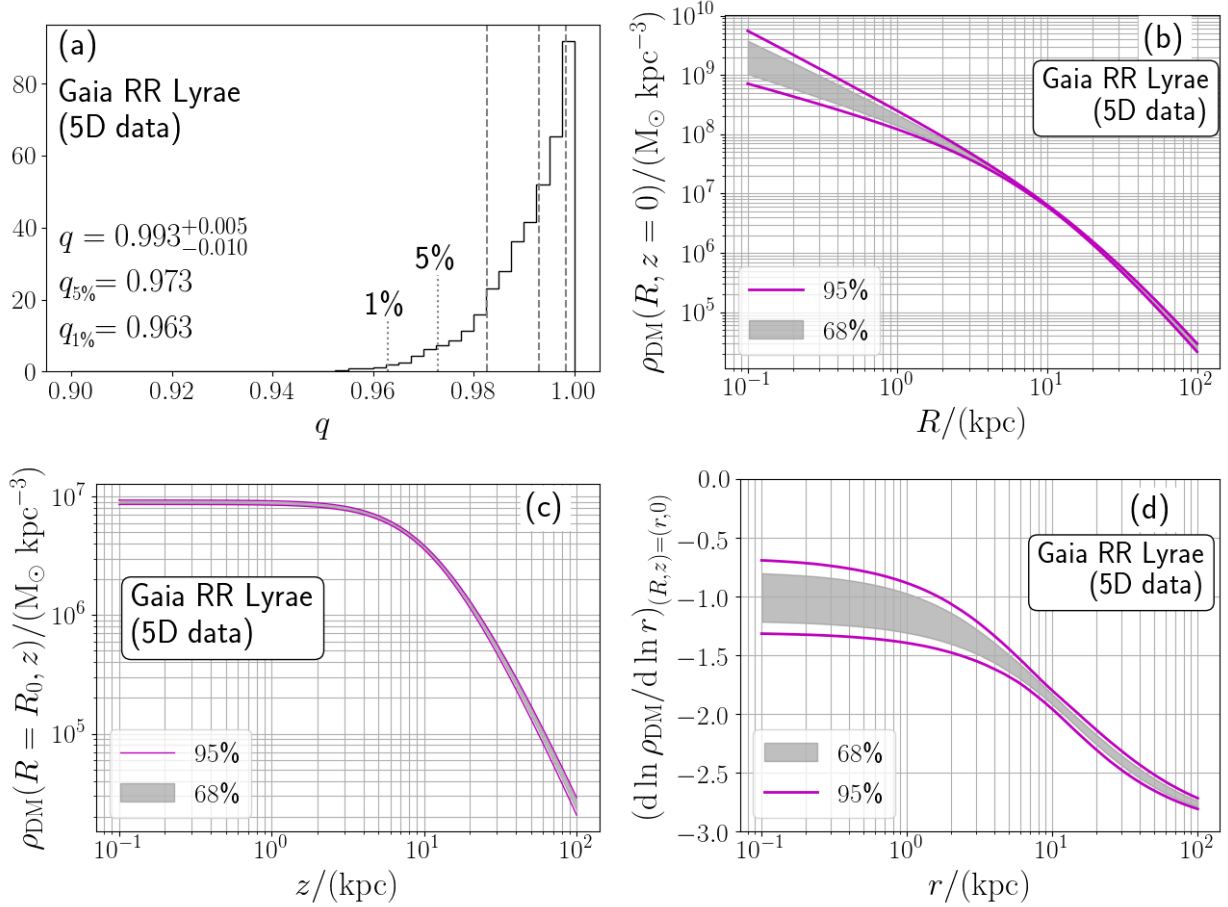 (a)
Gaia RR Lyrae
(5D data)
q = 0.993^{+0.005}_{-0.010}
q_{5%} = 0.973
q_{1%} = 0.963
1%
5%
80
60
40
20
0
0.90 0.92 0.94 0.96 0.98 1.00
q
(b)
Gaia RR Lyrae
(5D data)
ρ_{DM}(R, z = 0)/(M_⊙ kpc^{−3})
10^{10}
10^9
10^8
10^7
10^6
10^5
95%
68%
10^{−1} 10^0 10^1 10^2
R/(kpc)
(c)
Gaia RR Lyrae
(5D data)
ρ_{DM}(R = R_0, z)/(M_⊙ kpc^{−3})
10^7
10^6
10^5
95%
68%
10^{−1} 10^0 10^1 10^2
z/(kpc)
(d)
Gaia RR Lyrae
(5D data)
(d ln ρ_{DM}/d ln r)_{(R,z)=(r,0)}
0.0
−0.5
−1.0
−1.5
−2.0
−2.5
−3.0
68%
95%
10^{−1} 10^0 10^1 10^2
r/(kpc)